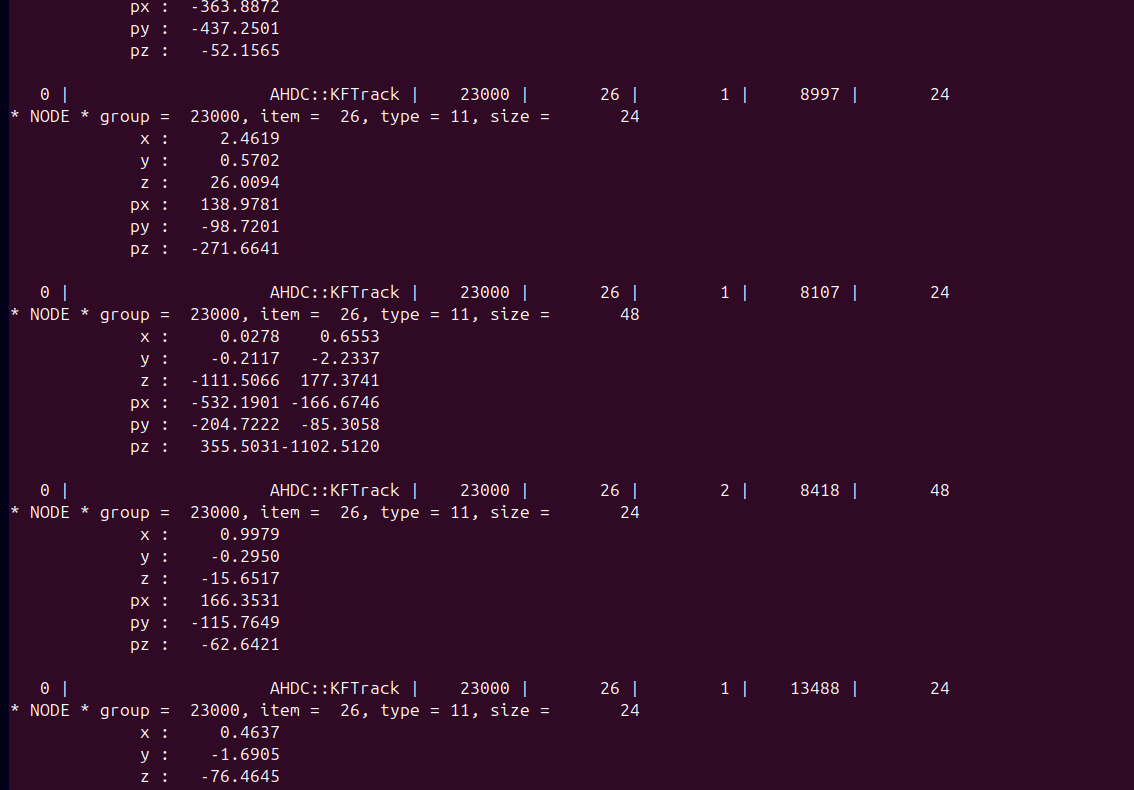 px :  -363.8872
            py :  -437.2501
            pz :   -52.1565

   0 |                    AHDC::KFTrack |    23000 |       26 |        1 |     8997 |       24
* NODE * group =  23000, item =  26, type = 11, size =       24
             x :     2.4619
             y :     0.5702
             z :    26.0094
            px :   138.9781
            py :   -98.7201
            pz :  -271.6641

   0 |                    AHDC::KFTrack |    23000 |       26 |        1 |     8107 |       24
* NODE * group =  23000, item =  26, type = 11, size =       48
             x :     0.0278    0.6553
             y :    -0.2117   -2.2337
             z :  -111.5066  177.3741
            px :  -532.1901 -166.6746
            py :  -204.7222  -85.3058
            pz :   355.5031-1102.5120

   0 |                    AHDC::KFTrack |    23000 |       26 |        2 |     8418 |       48
* NODE * group =  23000, item =  26, type = 11, size =       24
             x :     0.9979
             y :    -0.2950
             z :   -15.6517
            px :   166.3531
            py :  -115.7649
            pz :   -62.6421

   0 |                    AHDC::KFTrack |    23000 |       26 |        1 |    13488 |       24
* NODE * group =  23000, item =  26, type = 11, size =       24
             x :     0.4637
             y :    -1.6905
             z :   -76.4645